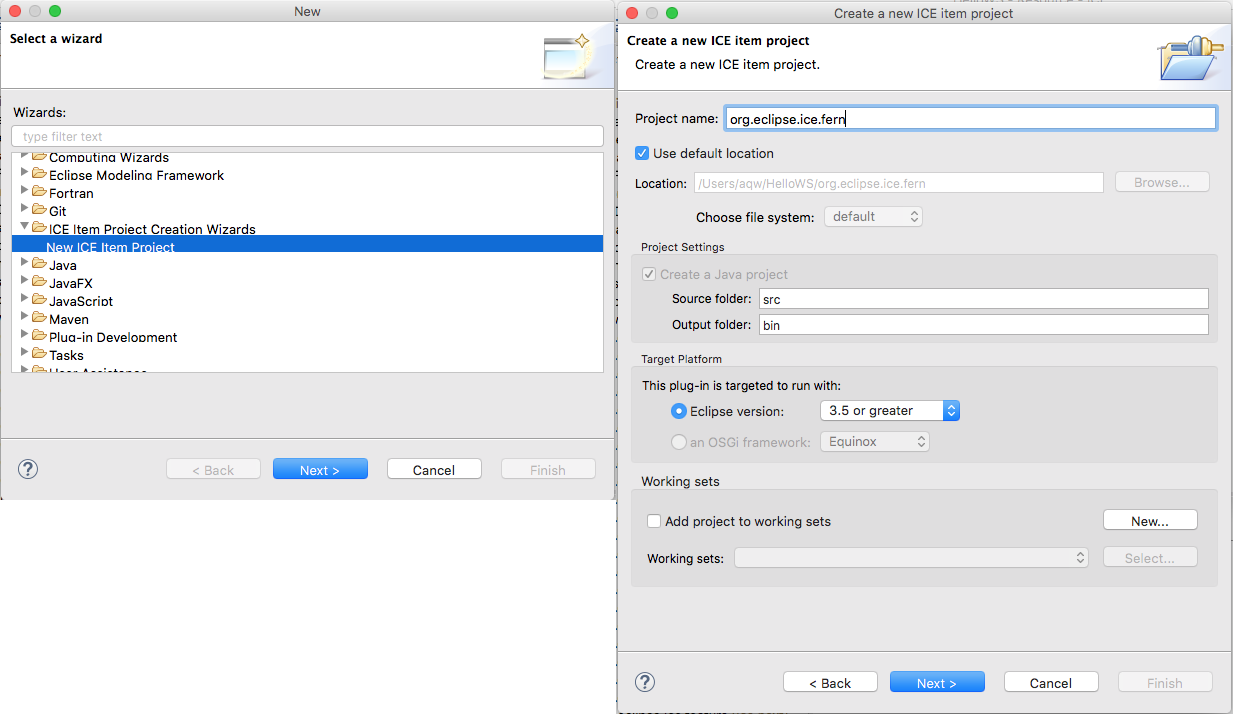 New
Select a wizard
Wizards:
type filter text
Computing Wizards
Eclipse Modeling Framework
Fortran
Git
ICE Item Project Creation Wizards
New ICE Item Project
Java
JavaFX
JavaScript
Maven
Plug-in Development
Tasks
User Assistance
?
< Back
Next >
Cancel
Finish
Create a new ICE item project
Create a new ICE item project
Create a new ICE item project.
Project name: org.eclipse.ice.fern
Use default location
Location: /Users/aqw/HelloWS/org.eclipse.ice.fern Browse...
Choose file system: default
Project Settings
Create a Java project
Source folder: src
Output folder: bin
Target Platform
This plug-in is targeted to run with:
Eclipse version: 3.5 or greater
an OSGi framework: Equinox
Working sets
Add project to working sets New...
Working sets: Select...
?
< Back
Next >
Cancel
Finish